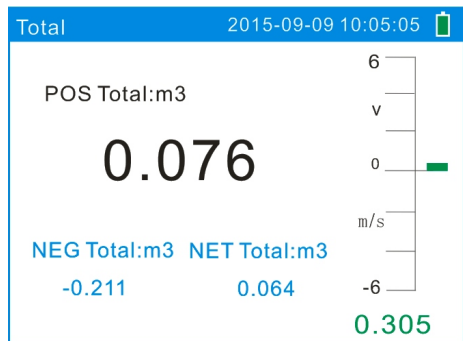 Total 2015-09-09 10:05:05
6
POS Total:m3
v
0.076
0
m/s
NEG Total:m3 NET Total:m3
-0.211 0.064
-6
0.305